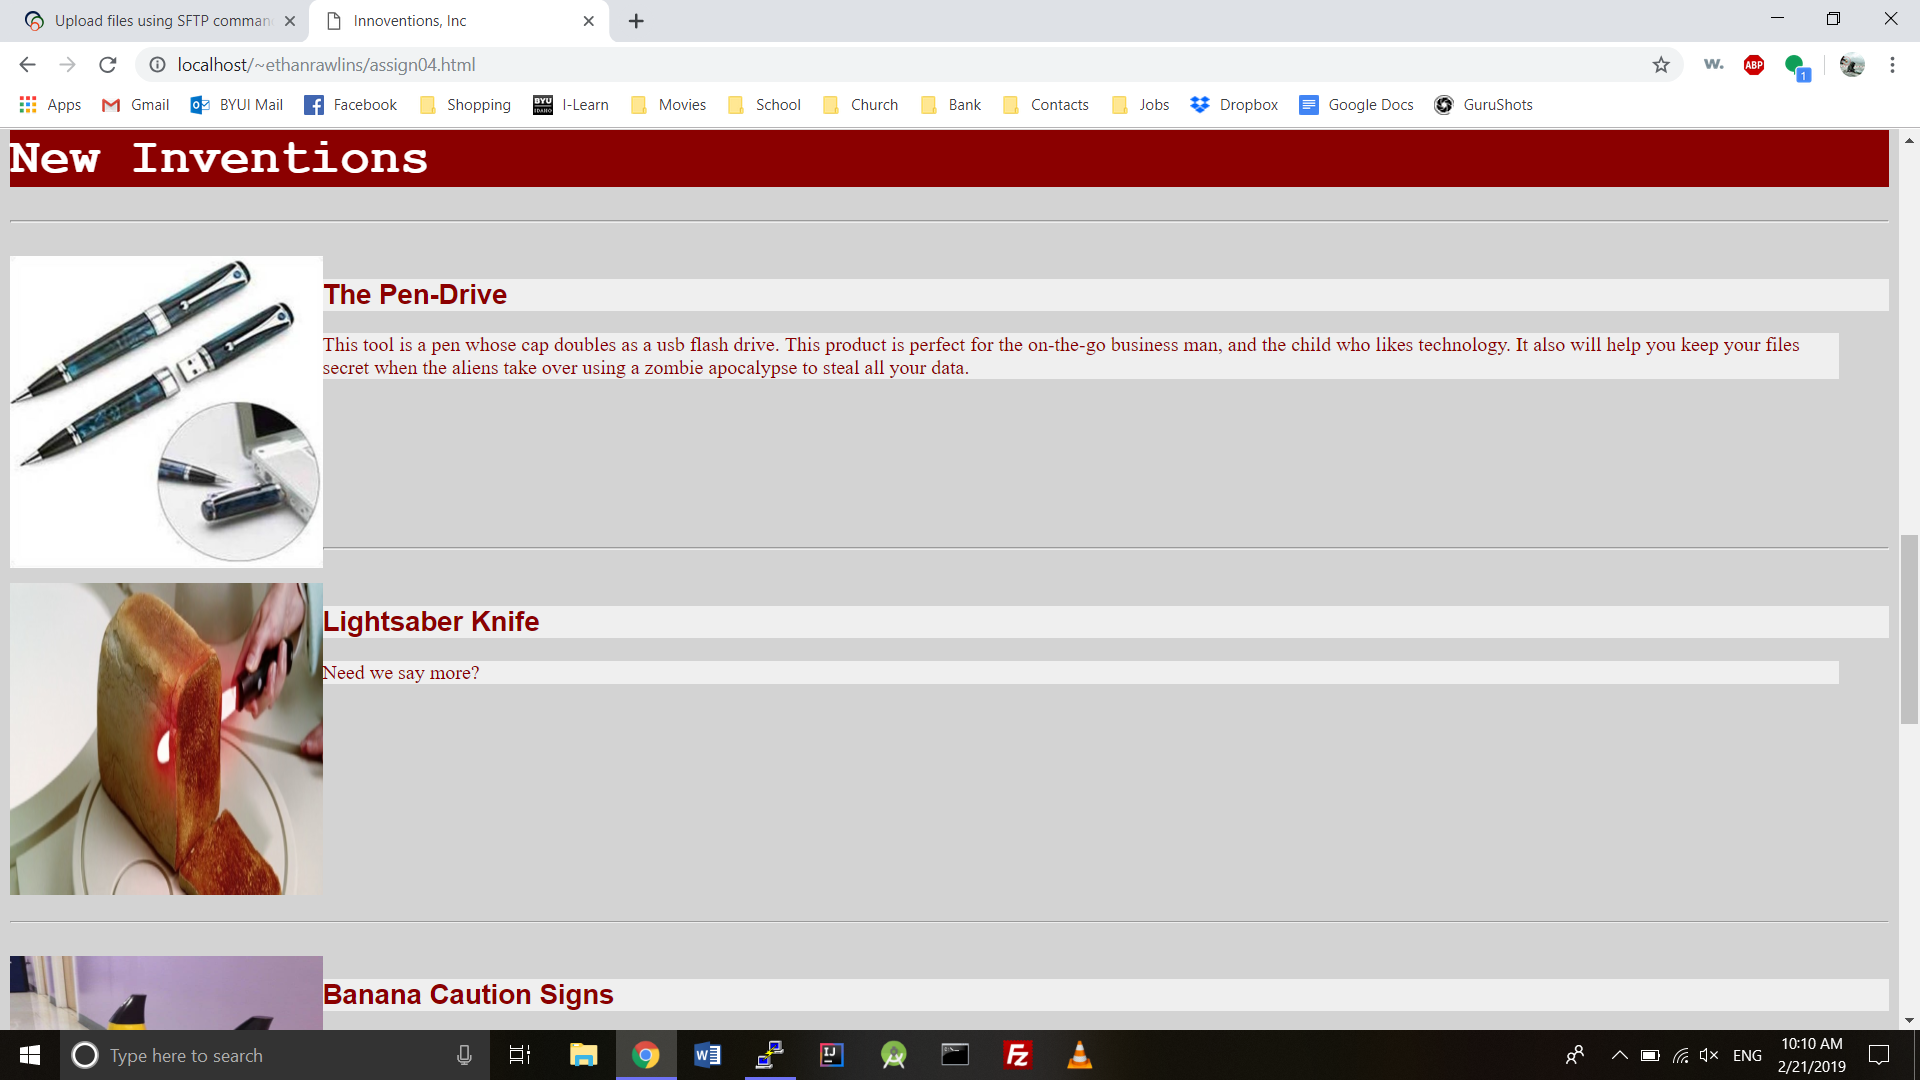 Upload files using SFTP comman
Innoventions, Inc
localhost/~ethanrawlins/assign04.html
w.
ABP
1
Apps
Gmail
BYUI Mail
Facebook
Shopping
BYU
IDAHO
I-Learn
Movies
School
Church
Bank
Contacts
Jobs
Dropbox
Google Docs
GuruShots
New Inventions
The Pen-Drive
This tool is a pen whose cap doubles as a usb flash drive. This product is perfect for the on-the-go business man, and the child who likes technology. It also will help you keep your files
secret when the aliens take over using a zombie apocalypse to steal all your data.
Lightsaber Knife
Need we say more?
Banana Caution Signs
Type here to search
ENG
10:10 AM
2/21/2019